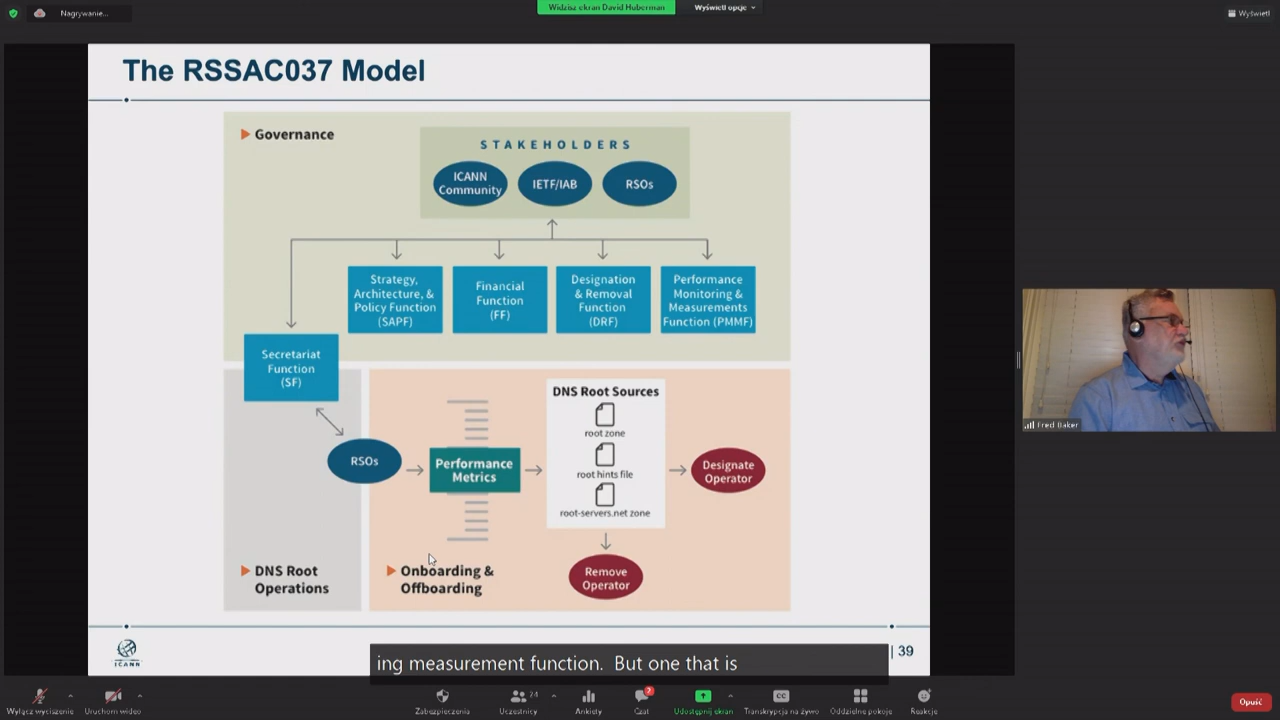 Nagrywanie...
Widzisz ekran David Huberman
Wyświetl opcje
Wyświetl
The RSSAC037 Model
Governance
STAKEHOLDERS
ICANN
Community
IETF/IAB
RSOs
Strategy,
Architecture, &
Policy Function
(SAPF)
Financial
Function
(FF)
Designation
& Removal
Function
(DRF)
Performance
Monitoring &
Measurements
Function (PMMF)
Secretariat
Function
(SF)
RSOs
Performance
Metrics
DNS Root Sources
root zone
root hints file
root-servers.net zone
Designate
Operator
Remove
Operator
DNS Root
Operations
Onboarding &
Offboarding
Fred Baker
ICANN
| 39
ing measurement function. But one that is
Wyłącz wyciszenie
Uruchom wideo
Zabezpieczenia
24
Uczestnicy
Ankiety
2
Czat
Udostępnij ekran
CC
Transkrypcja na żywo
Oddzielne pokoje
Reakcje
Opuść